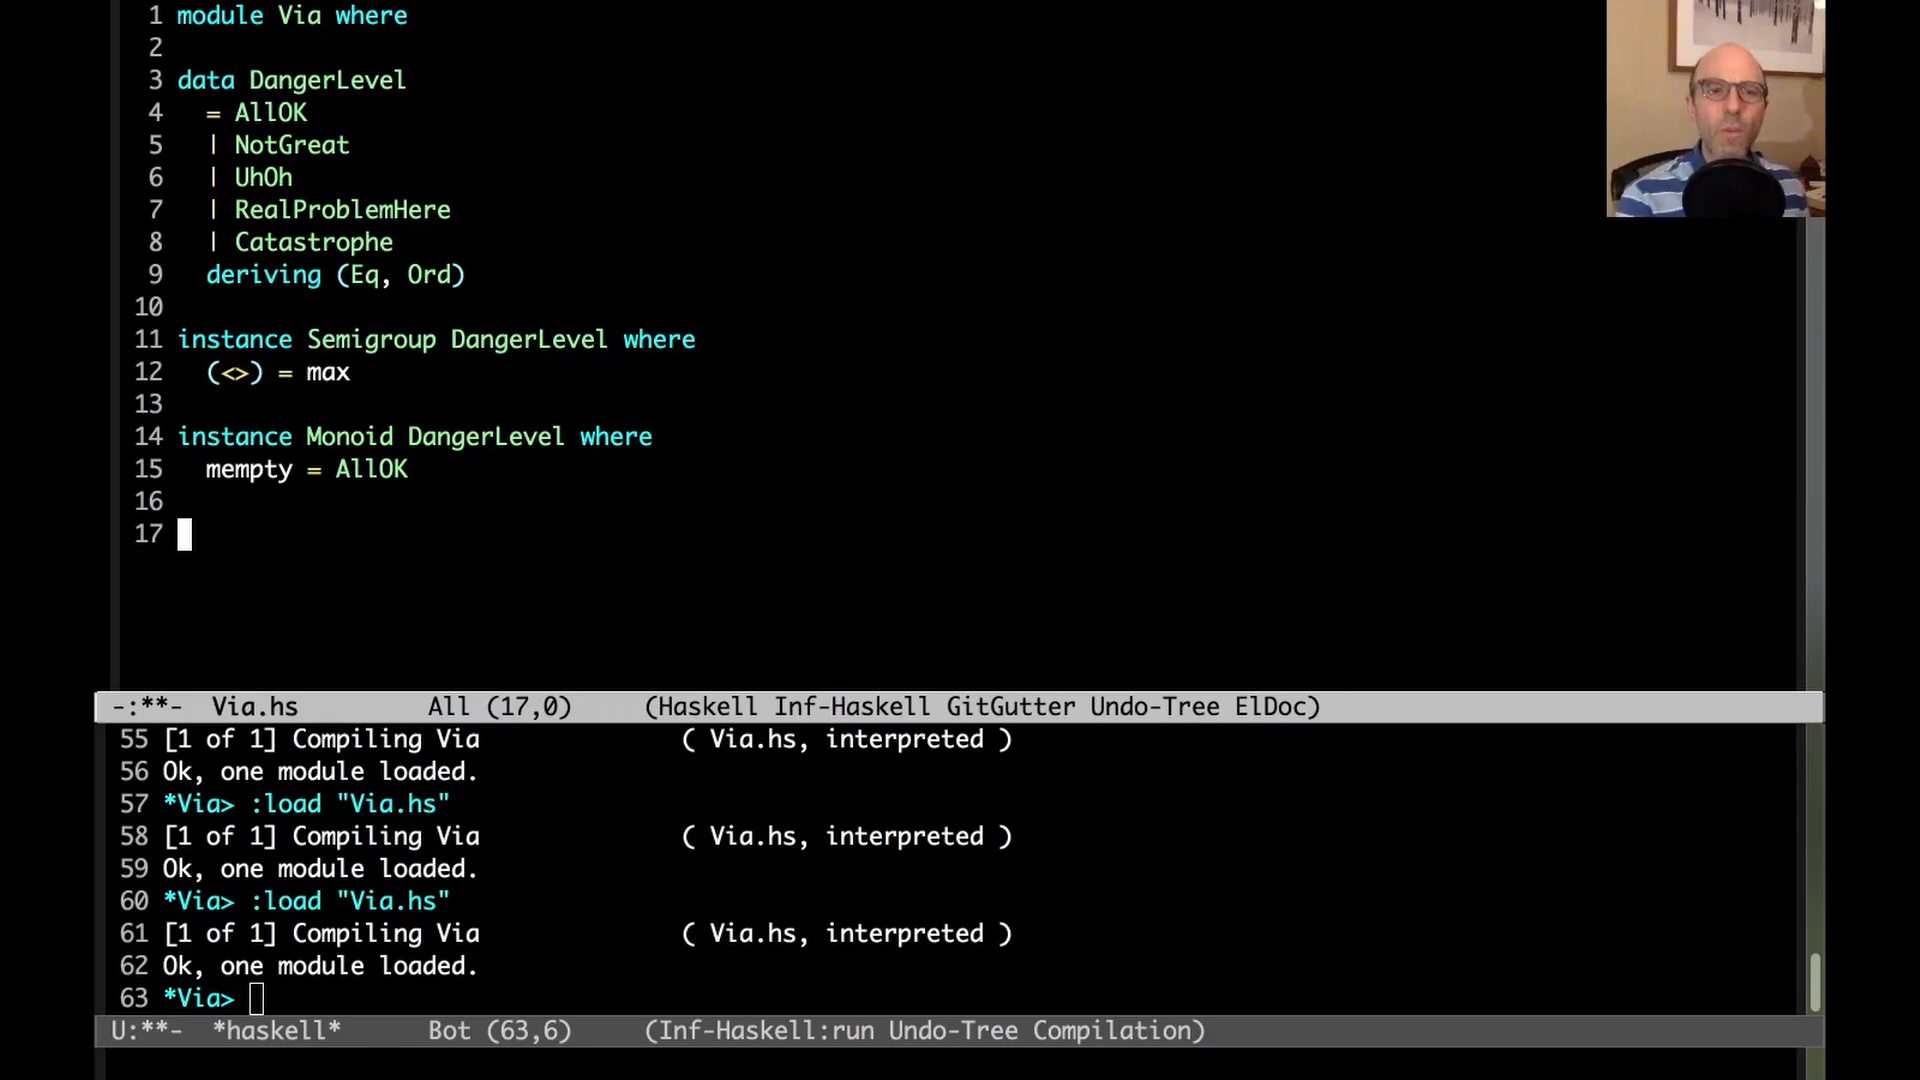 1 module Via where
2
3 data DangerLevel
4   = AllOK
5   | NotGreat
6   | UhOh
7   | RealProblemHere
8   | Catastrophe
9   deriving (Eq, Ord)
10
11 instance Semigroup DangerLevel where
12   (<>) = max
13
14 instance Monoid DangerLevel where
15   mempty = AllOK
16
17
-:**-  Via.hs         All (17,0)     (Haskell Inf-Haskell GitGutter Undo-Tree ElDoc)
55 [1 of 1] Compiling Via              ( Via.hs, interpreted )
56 Ok, one module loaded.
57 *Via> :load "Via.hs"
58 [1 of 1] Compiling Via              ( Via.hs, interpreted )
59 Ok, one module loaded.
60 *Via> :load "Via.hs"
61 [1 of 1] Compiling Via              ( Via.hs, interpreted )
62 Ok, one module loaded.
63 *Via>
U:**-  *haskell*      Bot (63,6)     (Inf-Haskell:run Undo-Tree Compilation)